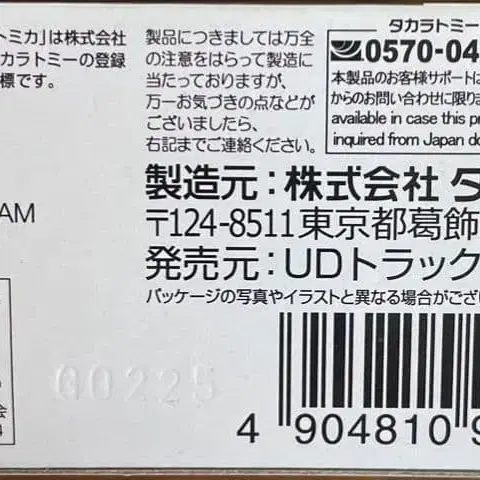 トミカ」は株式会社
カラトミーの登録
標です。
製品につきましては万全
の注意をはらって製造に
当たっておりますが、
万一お気づきの点などが
ございましたら、
右記までご連絡ください。
タカラトミー
0570-04
本製品のお客様サポートは
からのお問い合わせに限りま
available in case this pr
inquired from Japan do
製造元:株式会社 タ
AM
〒124-8511東京都葛飾
発売元:UDトラック
パッケージの写真やイラストと異なる場合がござい
G0225
会
4
4 904810 9